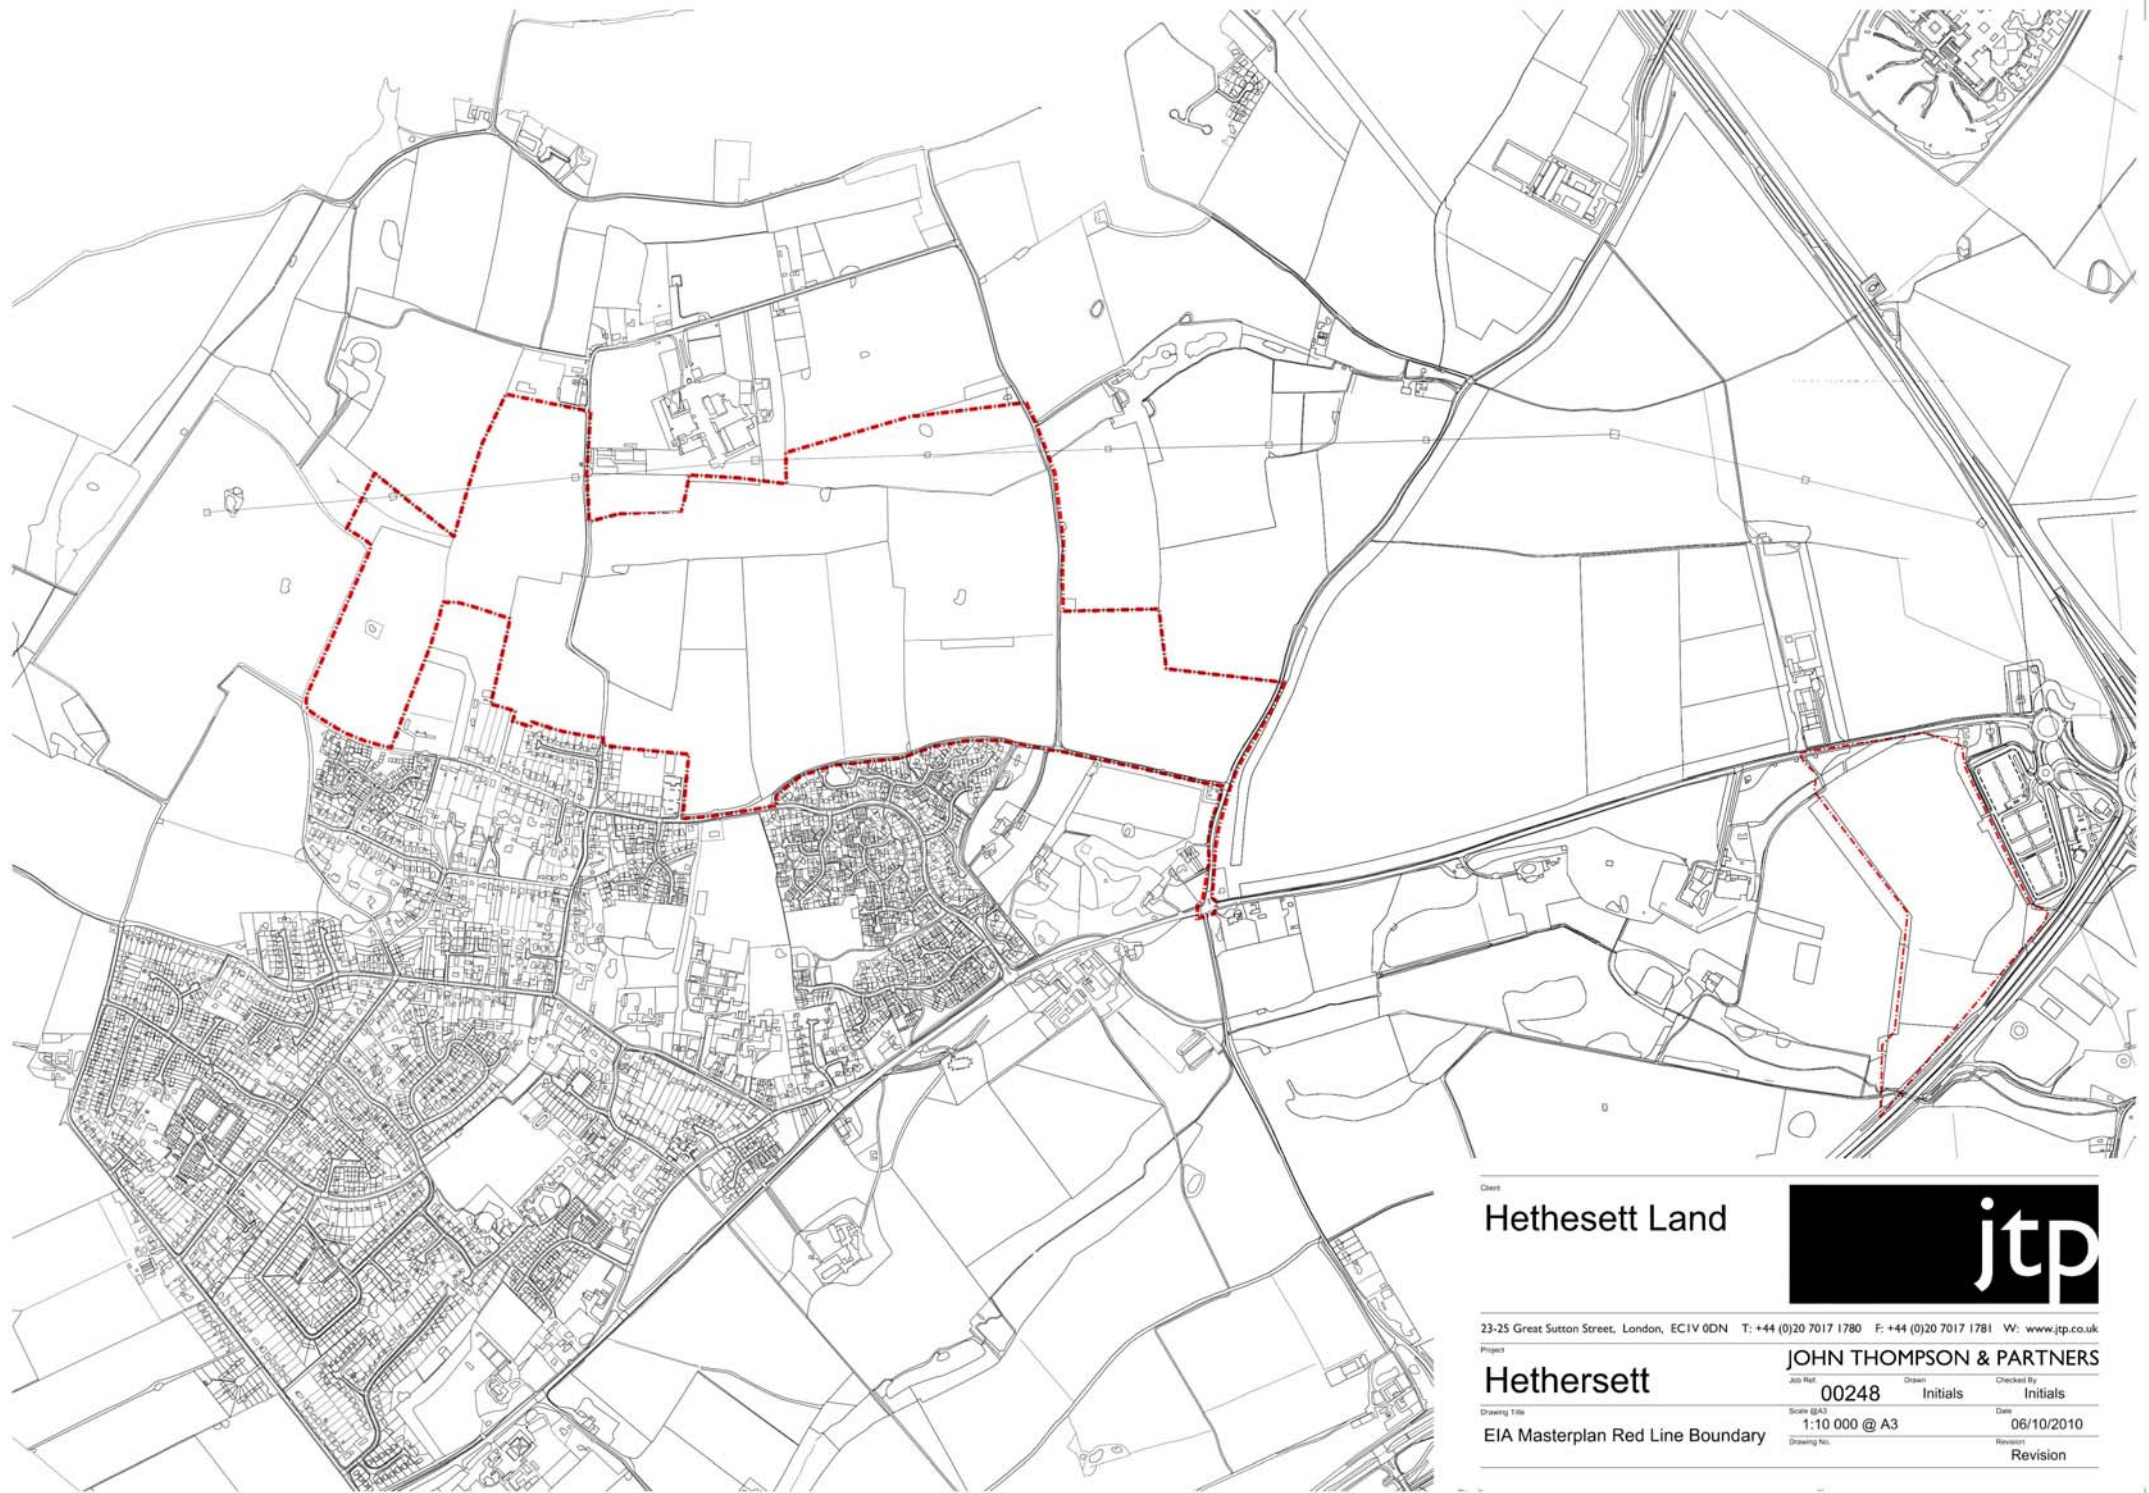 Client
Hethesett Land
jtp
23-25 Great Sutton Street, London, EC1V 0DN T: +44 (0)20 7017 1780 F: +44 (0)20 7017 1781 W: www.jtp.co.uk
Project
Hethersett
JOHN THOMPSON & PARTNERS
Job Ref. Drawn Checked By
00248 Initials Initials
Drawing Title
EIA Masterplan Red Line Boundary
Scale @A3 Date
1:10 000 @ A3 06/10/2010
Drawing No. Revision
Revision